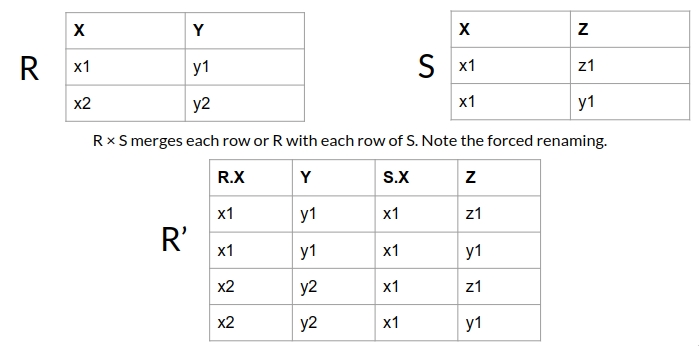 X Y
R x1 y1
x2 y2
X Z
S x1 z1
x1 y1
R × S merges each row or R with each row of S. Note the forced renaming.
R.X Y S.X Z
x1 y1 x1 z1
R’
x1 y1 x1 y1
x2 y2 x1 z1
x2 y2 x1 y1